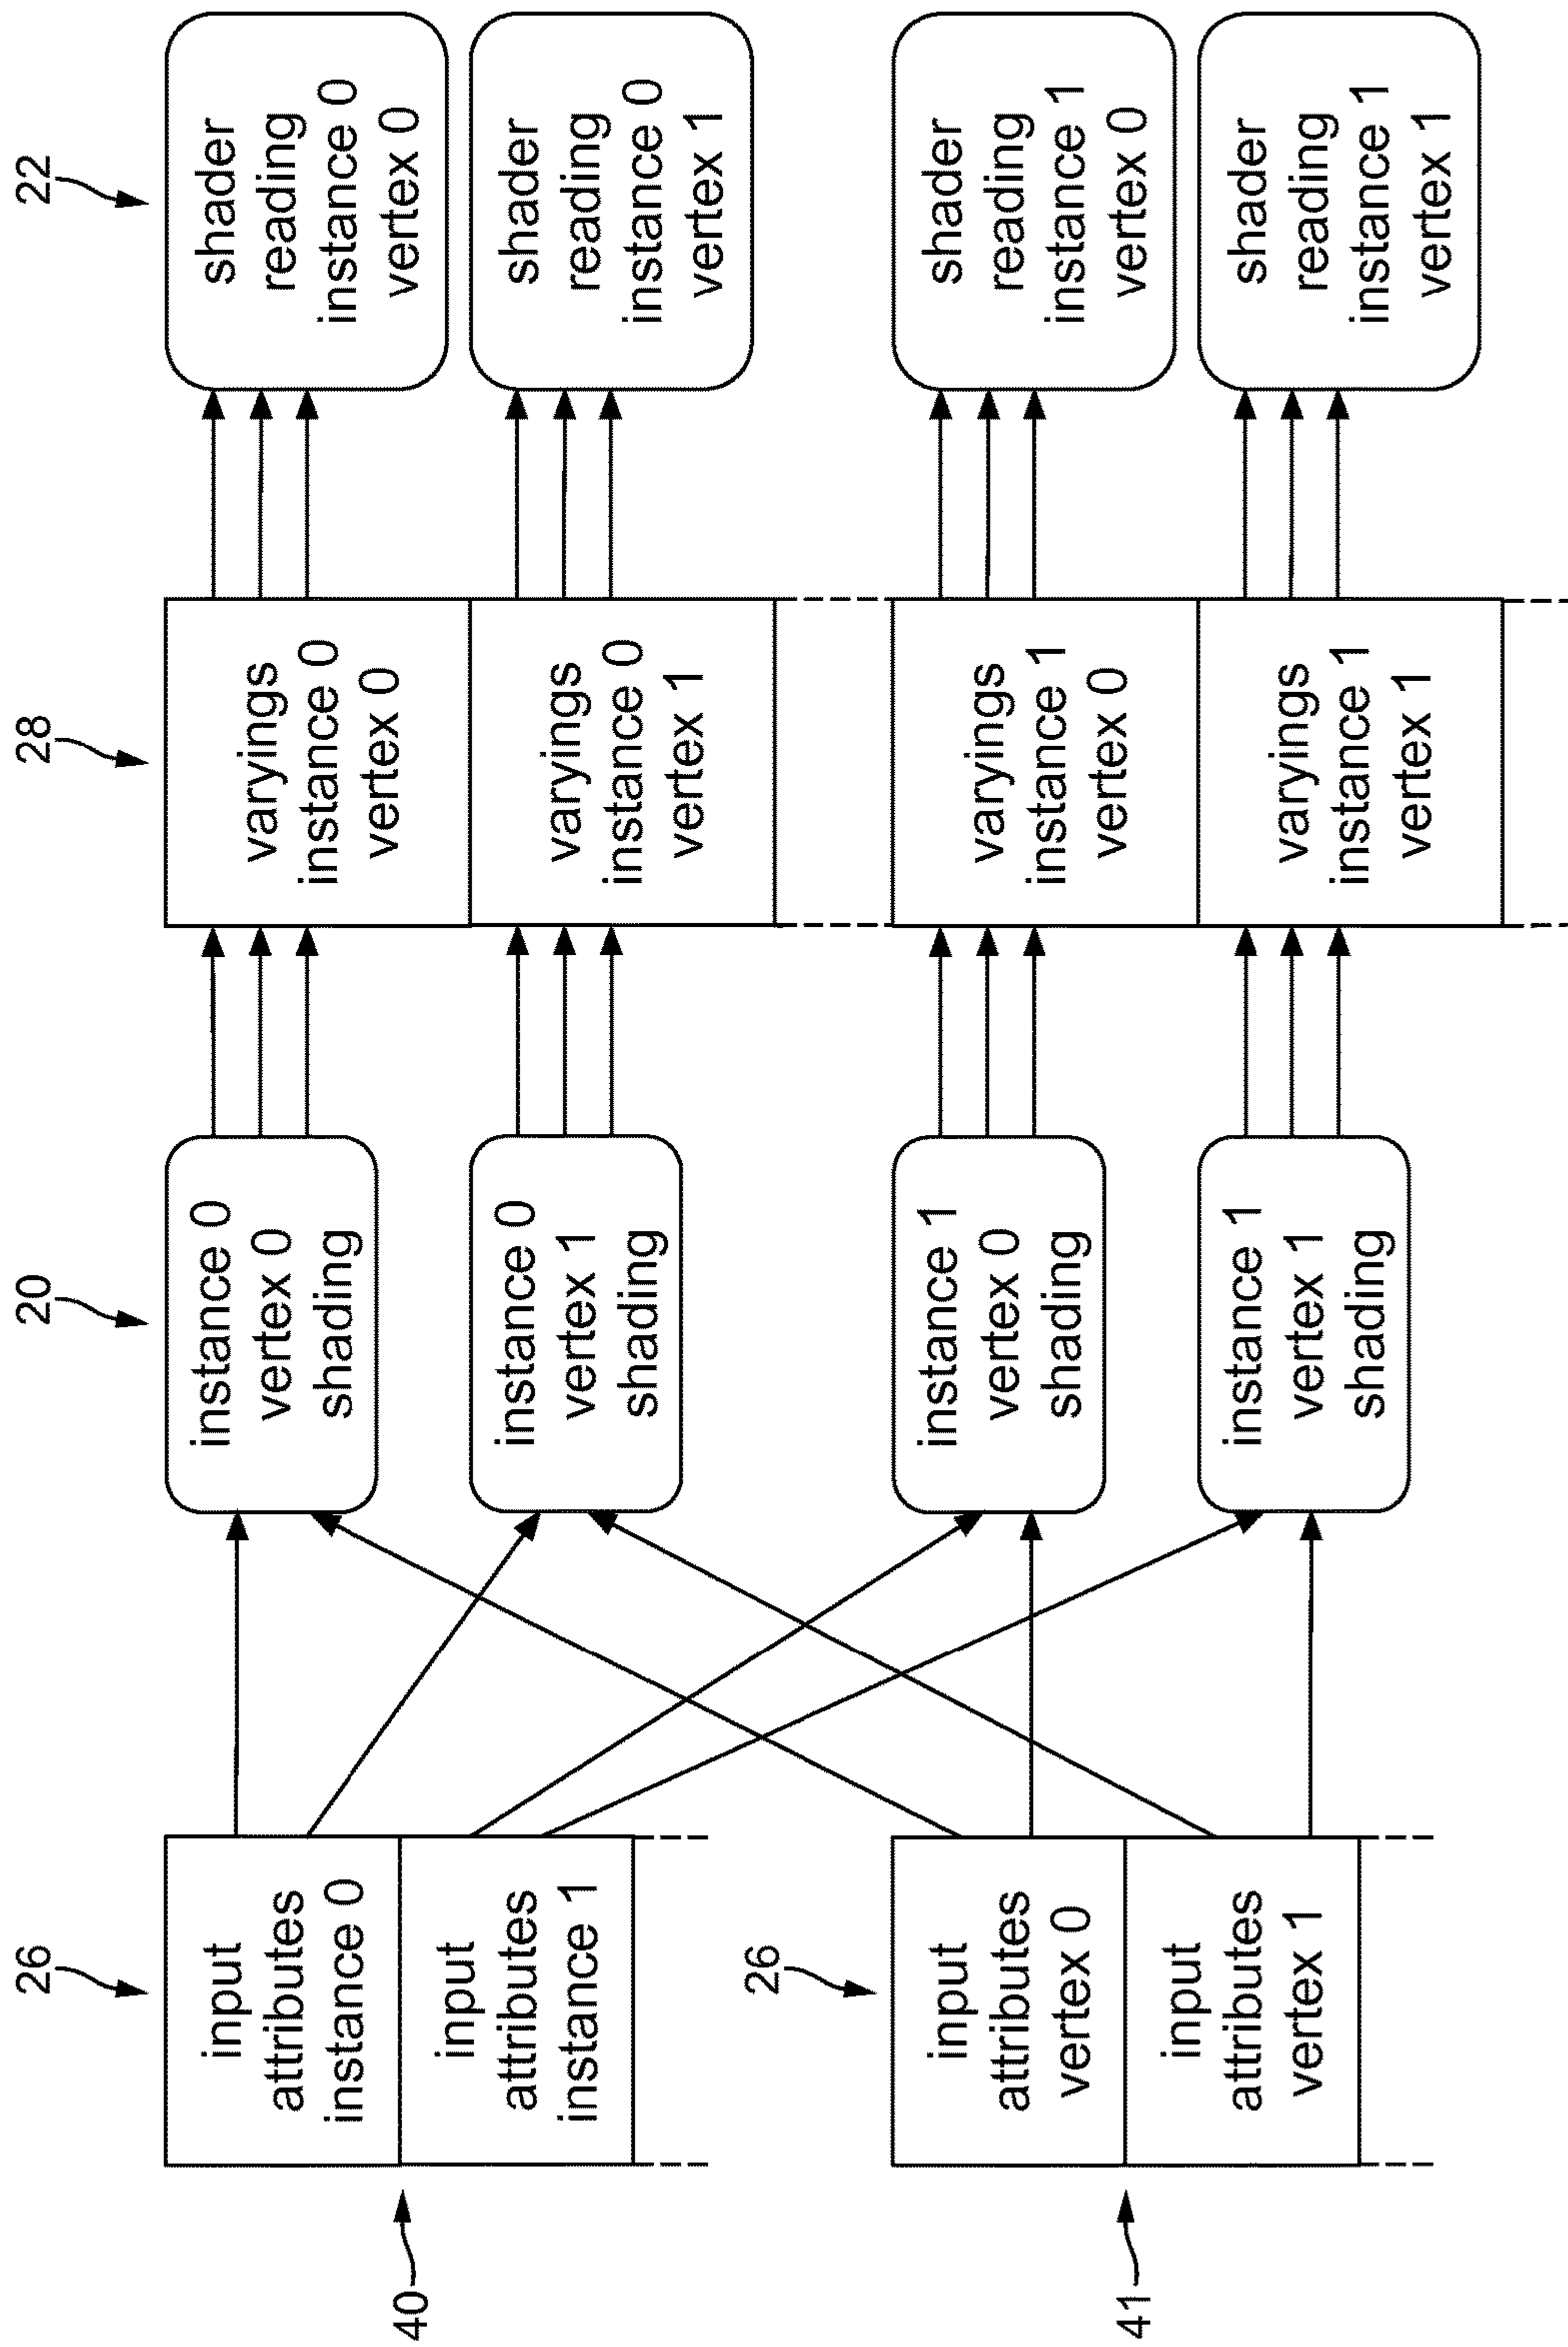 26
20
28
22
40
input
attributes
instance 0
input
attributes
instance 1
instance 0
vertex 0
shading
instance 0
vertex 1
shading
varyings
instance 0
vertex 0
varyings
instance 0
vertex 1
shader
reading
instance 0
vertex 0
shader
reading
instance 0
vertex 1
26
41
input
attributes
vertex 0
input
attributes
vertex 1
instance 1
vertex 0
shading
instance 1
vertex 1
shading
varyings
instance 1
vertex 0
varyings
instance 1
vertex 1
shader
reading
instance 1
vertex 0
shader
reading
instance 1
vertex 1